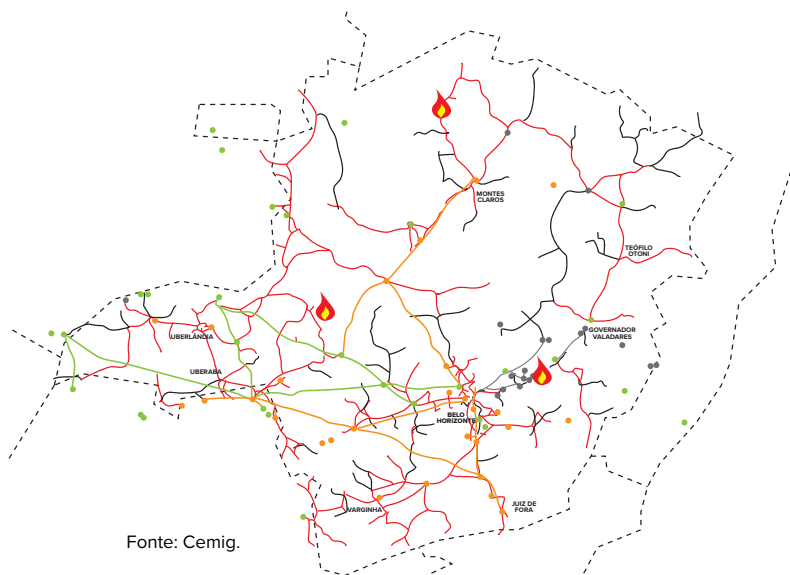 MONTES
CLAROS
TEÓFILO
OTONI
GOVERNADOR
VALADARES
UBERLÂNDIA
UBERABA
BELO
HORIZONTE
JUIZ DE
FORA
VARGINHA
Fonte: Cemig.